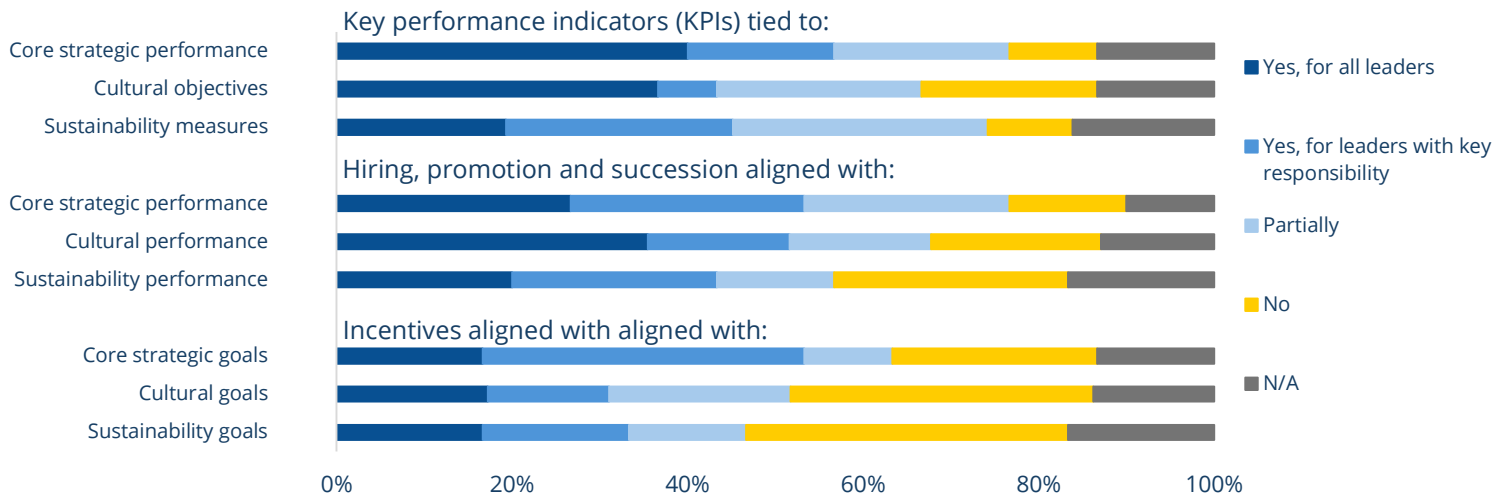 Key performance indicators (KPIs) tied to:
Core strategic performance
Cultural objectives
Sustainability measures
Hiring, promotion and succession aligned with:
Core strategic performance
Cultural performance
Sustainability performance
Incentives aligned with aligned with:
Core strategic goals
Cultural goals
Sustainability goals
0% 20% 40% 60% 80% 100%
Yes, for all leaders
Yes, for leaders with key
responsibility
Partially
No
N/A